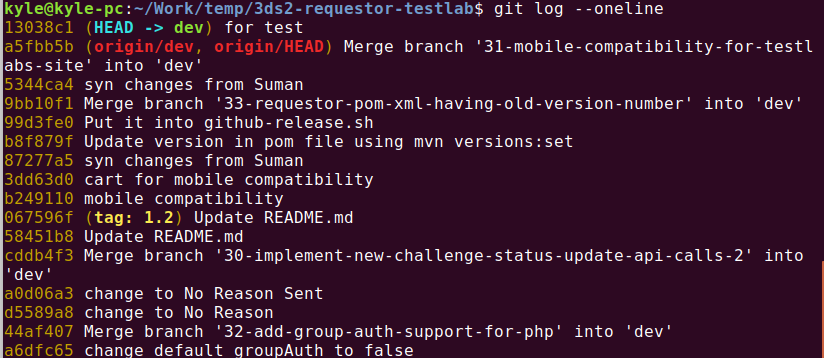 kyle@kyle-pc:~/Work/temp/3ds2-requestor-testlab$ git log --oneline
13038c1 (HEAD -> dev) for test
a5fbb5b (origin/dev, origin/HEAD) Merge branch '31-mobile-compatibility-for-testl
abs-site' into 'dev'
5344ca4 syn changes from Suman
9bb10f1 Merge branch '33-requestor-pom-xml-having-old-version-number' into 'dev'
99d3fe0 Put it into github-release.sh
b8f879f Update version in pom file using mvn versions:set
87277a5 syn changes from Suman
3dd63d0 cart for mobile compatibility
b249110 mobile compatibility
067596f (tag: 1.2) Update README.md
58451b8 Update README.md
cddb4f3 Merge branch '30-implement-new-challenge-status-update-api-calls-2' into
'dev'
a0d06a3 change to No Reason Sent
d5589a8 change to No Reason
44af407 Merge branch '32-add-group-auth-support-for-php' into 'dev'
a6dfc65 change default groupAuth to false